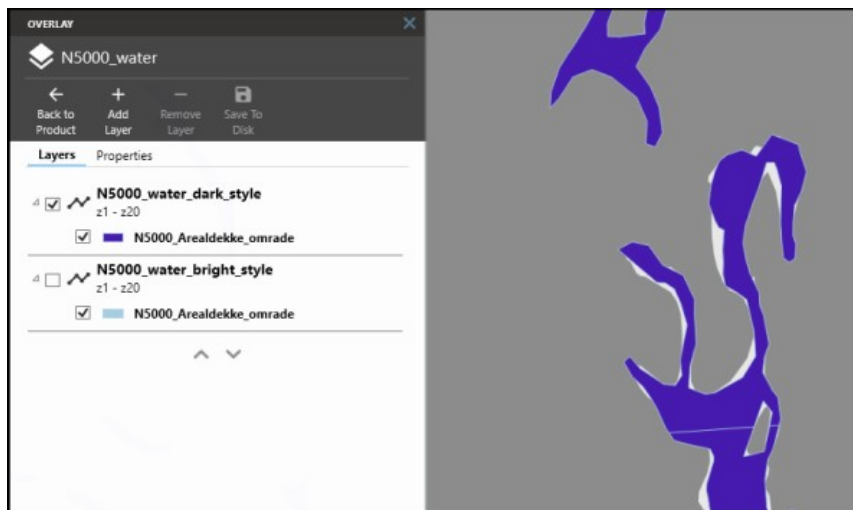 OVERLAY
N5000_water
Back to Product
Add Layer
Remove Layer
Save To Disk
Layers Properties
N5000_water_dark_style
z1 - z20
N5000_Arealdekke_omrade
N5000_water_bright_style
z1 - z20
N5000_Arealdekke_omrade